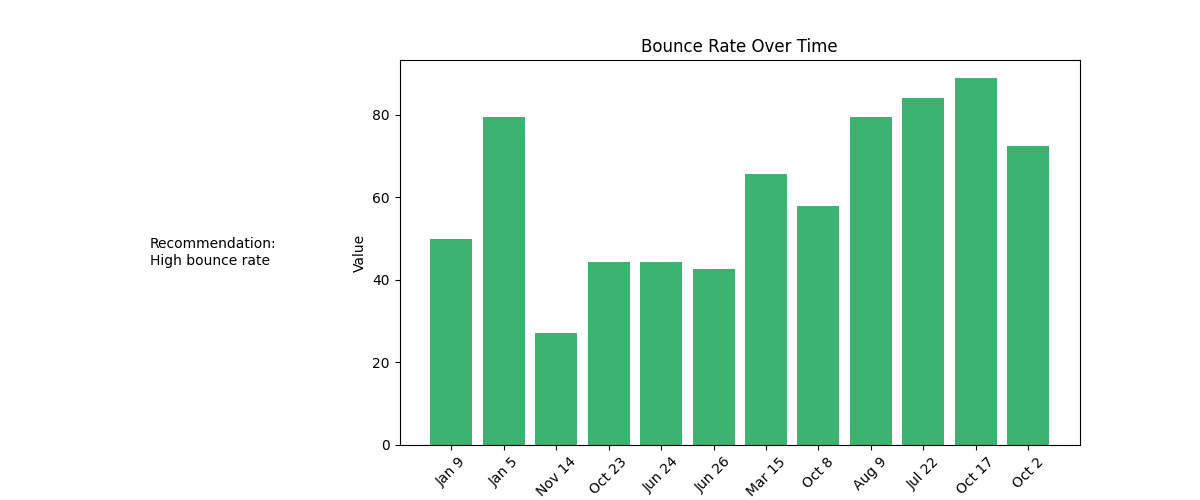 Bounce Rate Over Time
Recommendation:
High bounce rate
Value
80
60
40
20
0
Jan 9
Jan 5
Nov 14
Oct 23
Jun 24
Jun 26
Mar 15
Oct 8
Aug 9
Jul 22
Oct 17
Oct 2